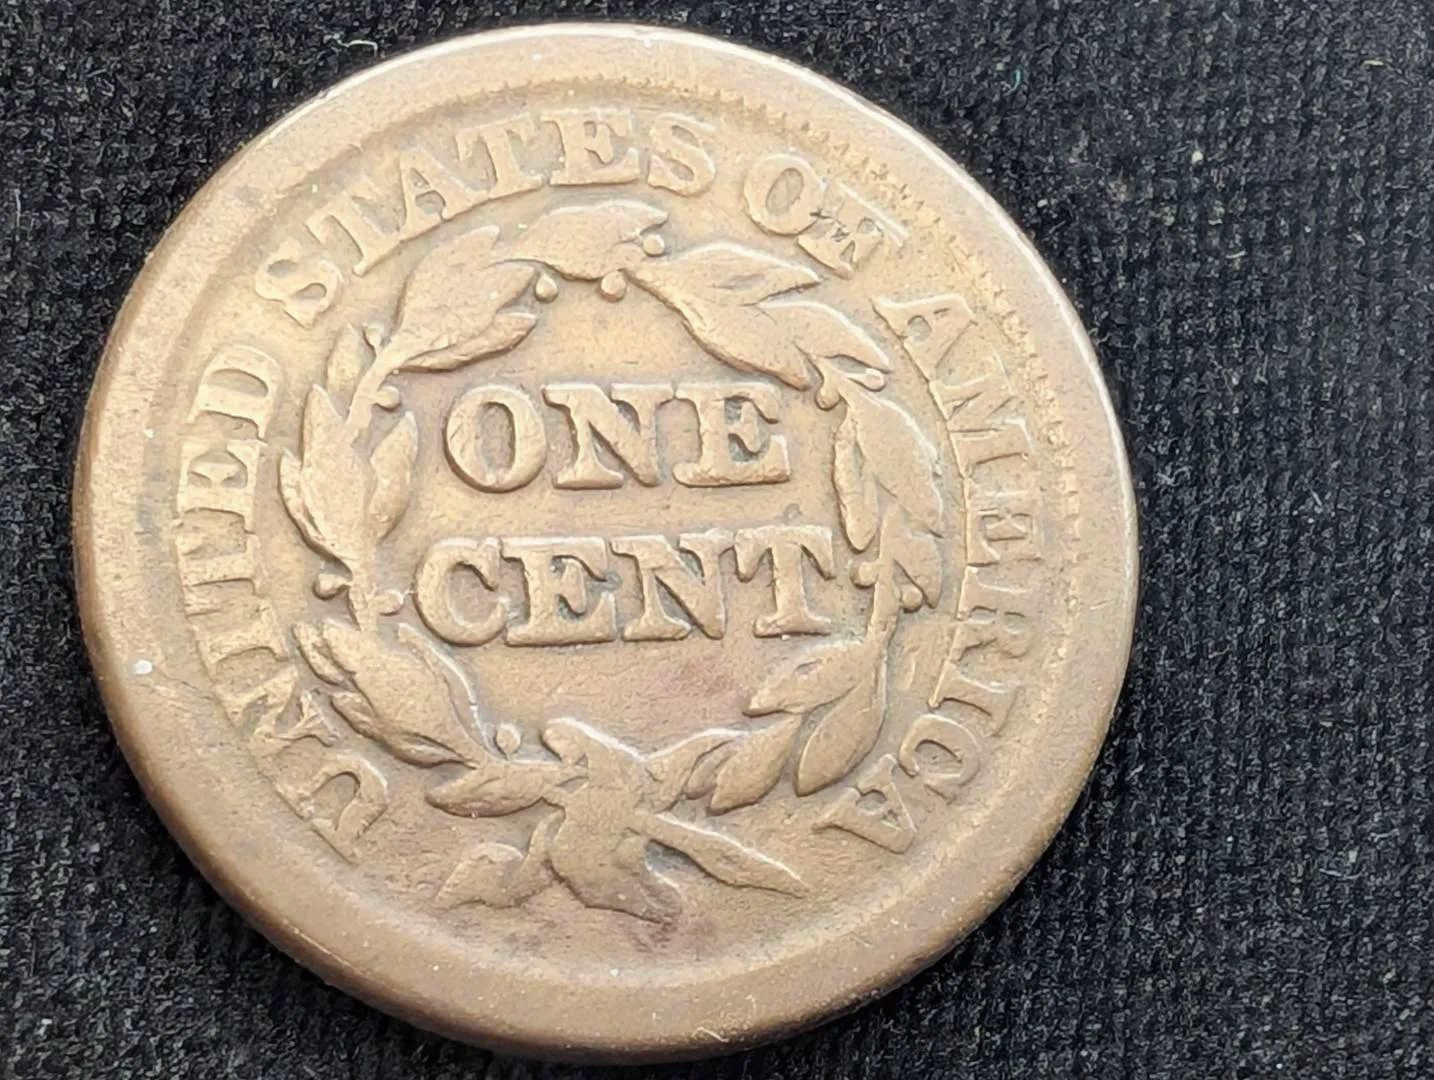 UNITED STATES OF AMERICA
ONE
CENT